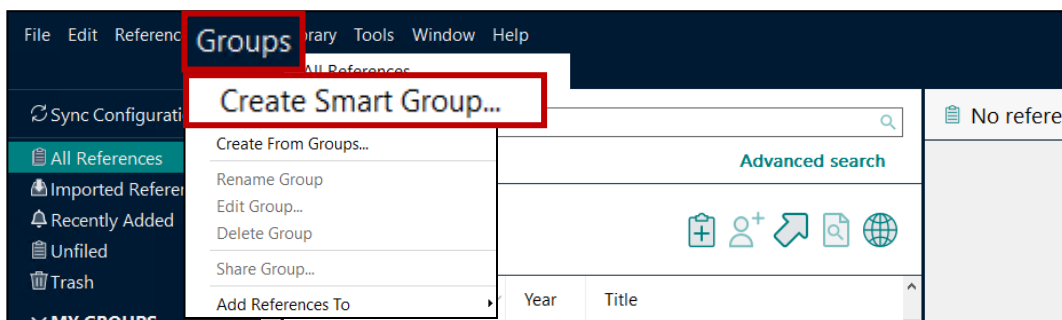 File Edit Referenc Groups rary Tools Window Help
All References
Create Smart Group...
Sync Configurati
No refere
Create From Groups...
Advanced search
All References
Rename Group
Imported Referen
Edit Group...
Recently Added
Delete Group
Unfiled
Share Group...
Trash
Add References To
Year Title
MY GROUPS